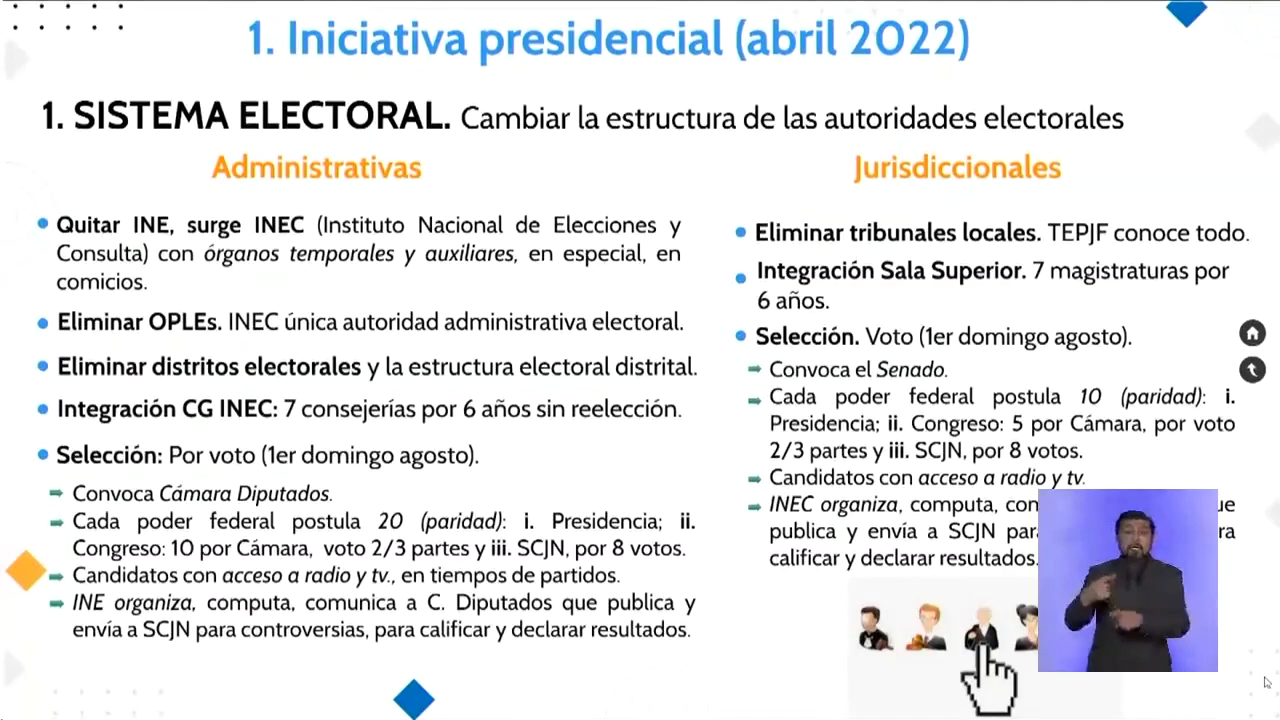 1. Iniciativa presidencial (abril 2022)
1. SISTEMA ELECTORAL. Cambiar la estructura de las autoridades electorales
Administrativas
Quitar INE, surge INEC (Instituto Nacional de Elecciones y
Consulta) con órganos temporales y auxiliares, en especial, en
comicios.
Eliminar OPLEs. INEC única autoridad administrativa electoral.
Eliminar distritos electorales y la estructura electoral distrital.
Integración CG INEC: 7 consejerías por 6 años sin reelección.
Selección: Por voto (1er domingo agosto).
Convoca Cámara Diputados.
Cada poder federal postula 20 (paridad): i. Presidencia; ii.
Congreso: 10 por Cámara, voto 2/3 partes y iii. SCJN, por 8 votos.
Candidatos con acceso a radio y tv., en tiempos de partidos.
INE organiza, computa, comunica a C. Diputados que publica y
envía a SCJN para controversias, para calificar y declarar resultados.
Jurisdiccionales
Eliminar tribunales locales. TEPJF conoce todo.
Integración Sala Superior. 7 magistraturas por
6 años.
Selección. Voto (1er domingo agosto).
Convoca el Senado.
Cada poder federal postula 10 (paridad): i.
Presidencia; ii. Congreso: 5 por Cámara, por voto
2/3 partes y iii. SCJN, por 8 votos.
Candidatos con acceso a radio y tv.
INEC organiza, computa,
publica y envía a SCJN
calificar y declarar resultados.